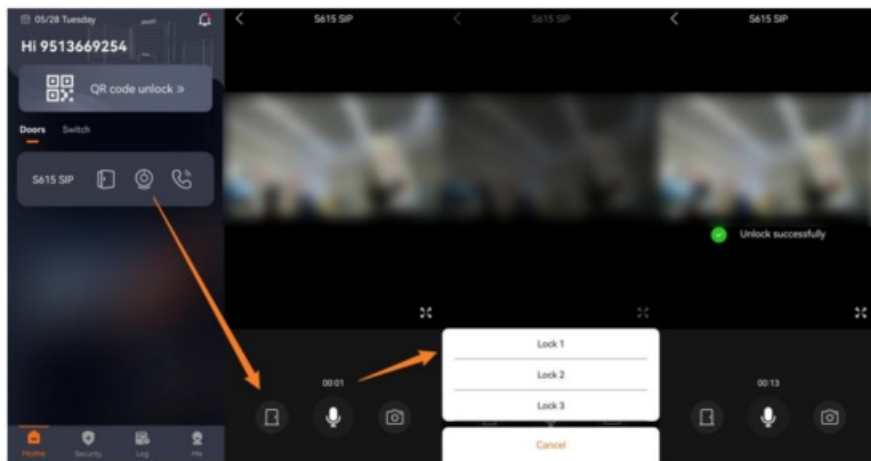 05/28 Tuesday
Hi 9513669254
QR code unlock »
Doors Switch
S615 SIP
Home Security Log Me
S615 SIP
00:01
S615 SIP
Lock 1
Lock 2
Lock 3
Cancel
S615 SIP
Unlock successfully
00:13